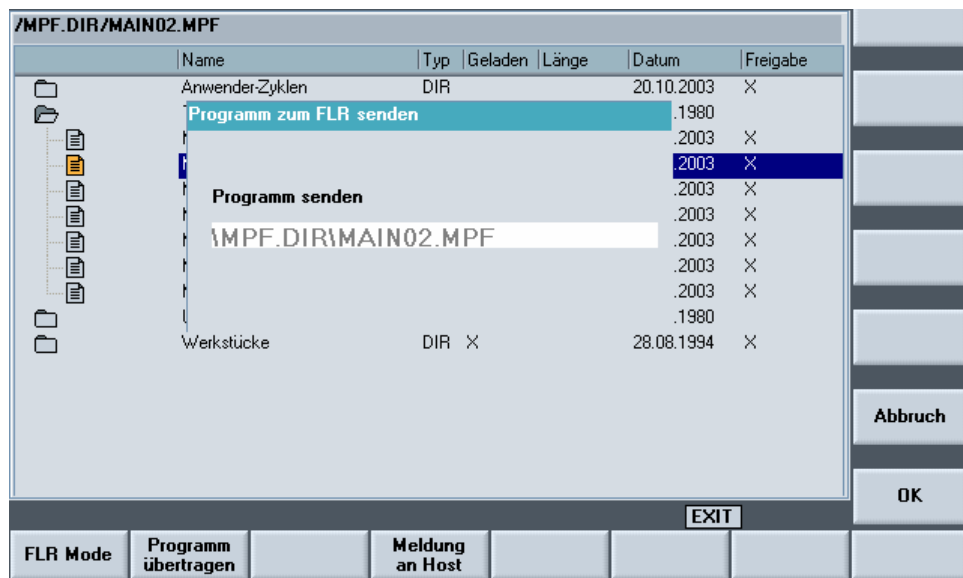 /MPF.DIR/MAIN02.MPF
Name Typ Geladen Länge Datum Freigabe
Anwender-Zyklen DIR 20.10.2003 X
Programm zum FLR senden .1980
.2003 X
.2003 X
Programm senden .2003 X
.2003 X
\MPF.DIR\MAIN02.MPF .2003 X
.2003 X
.2003 X
.1980
Werkstücke DIR X 28.08.1994 X
Abbruch
OK
EXIT
FLR Mode
Programm
übertragen
Meldung
an Host